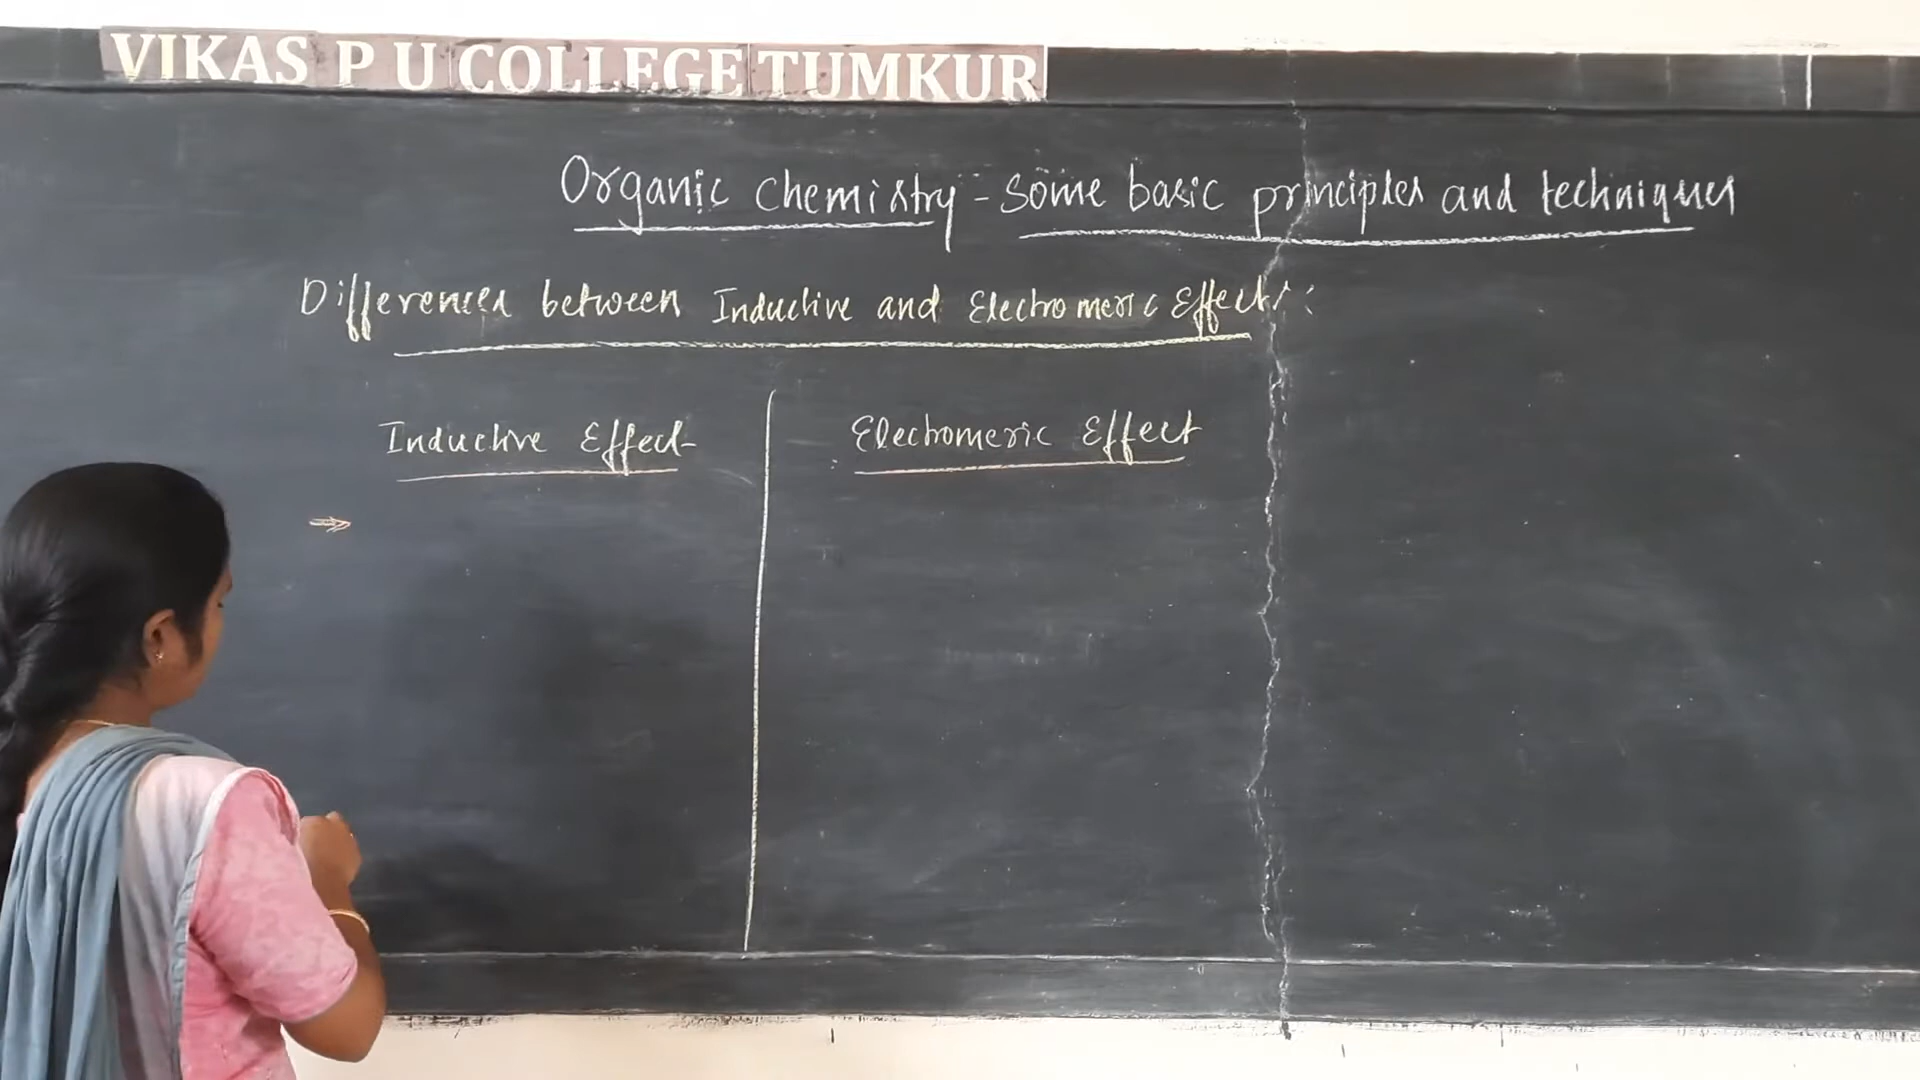 VIKAS P U COLLEGE TUMKUR
Organic Chemistry - Some basic principles and techniques
Differences between Inductive and Electromeric Effects :
Inductive Effect
Electromeric Effect
⇒